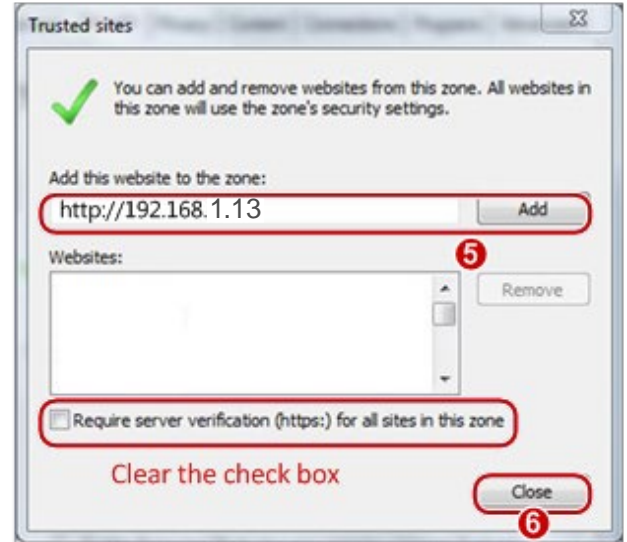 Trusted sites
You can add and remove websites from this zone. All websites in
this zone will use the zone's security settings.
Add this website to the zone:
http://192.168.1.13
Add
5
Websites:
Remove
Require server verification (https:) for all sites in this zone
Clear the check box
Close
6